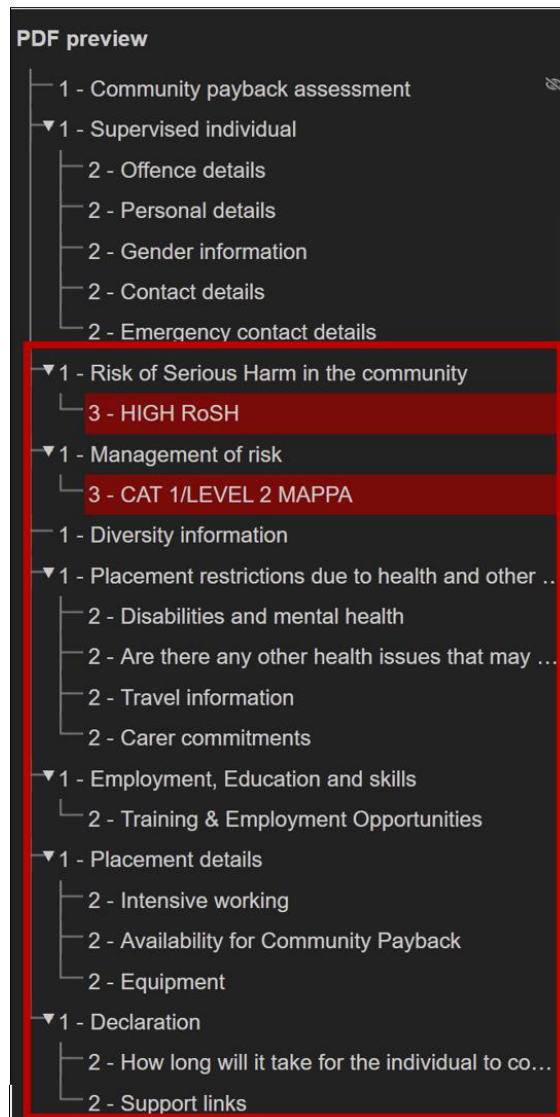 PDF preview
1 - Community payback assessment
1 - Supervised individual
2 - Offence details
2 - Personal details
2 - Gender information
2 - Contact details
2 - Emergency contact details
1 - Risk of Serious Harm in the community
3 - HIGH RoSH
1 - Management of risk
3 - CAT 1/LEVEL 2 MAPPA
1 - Diversity information
1 - Placement restrictions due to health and other ...
2 - Disabilities and mental health
2 - Are there any other health issues that may ...
2 - Travel information
2 - Carer commitments
1 - Employment, Education and skills
2 - Training & Employment Opportunities
1 - Placement details
2 - Intensive working
2 - Availability for Community Payback
2 - Equipment
1 - Declaration
2 - How long will it take for the individual to co...
2 - Support links